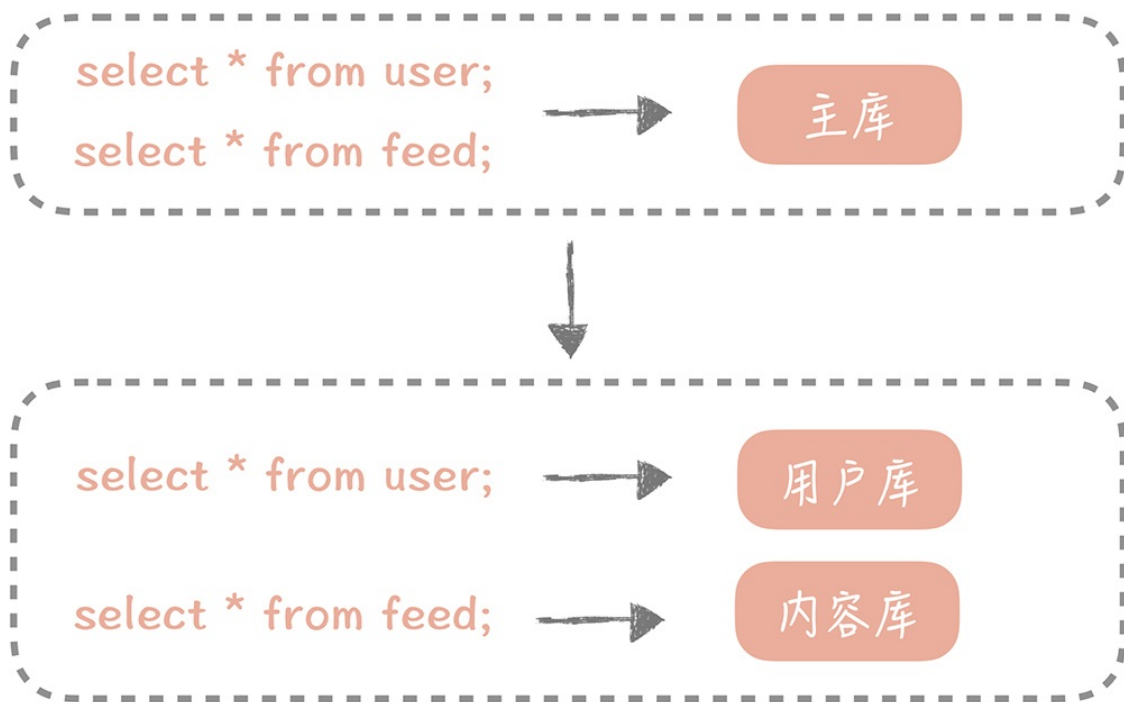 select * from user;
select * from feed;
主库
select * from user;
用户库
select * from feed;
内容库